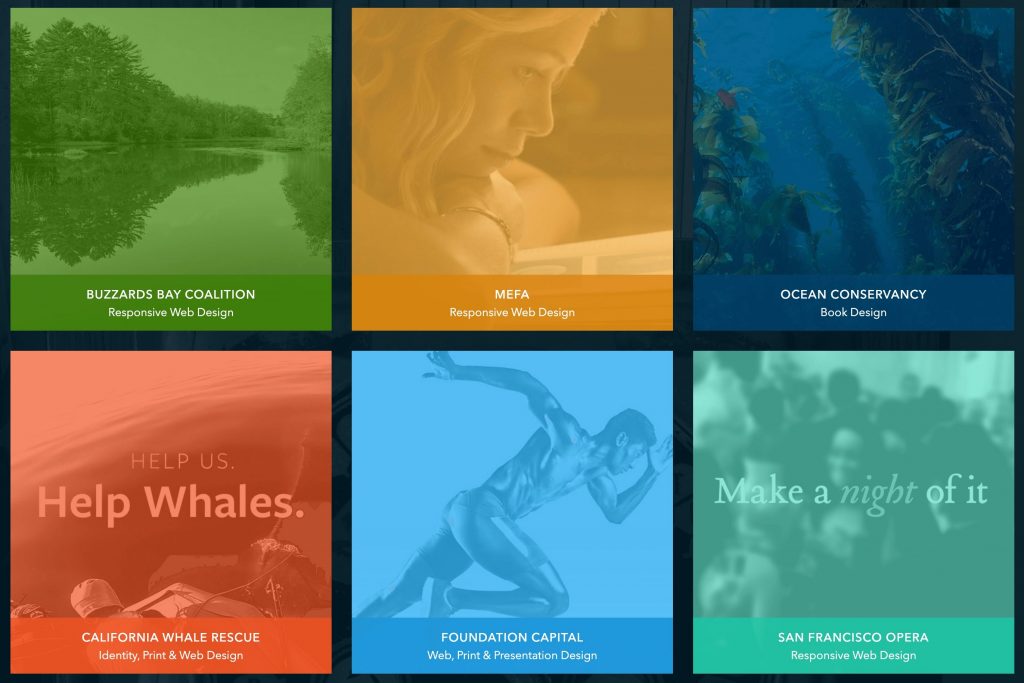 BUZZARDS BAY COALITION
Responsive Web Design
MEFA
Responsive Web Design
OCEAN CONSERVANCY
Book Design
HELP US.
Help Whales.
CALIFORNIA WHALE RESCUE
Identity, Print & Web Design
FOUNDATION CAPITAL
Web, Print & Presentation Design
Make a night of it
SAN FRANCISCO OPERA
Responsive Web Design